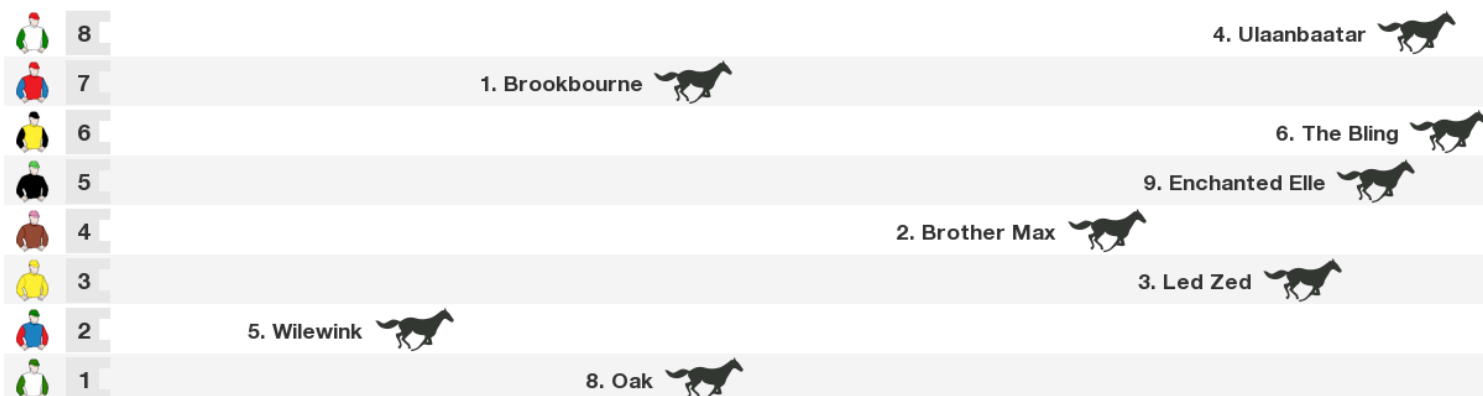 8 4. Ulaanbaatar
7 1. Brookbourne
6 6. The Bling
5 9. Enchanted Elle
4 2. Brother Max
3 3. Led Zed
2 5. Wilewink
1 8. Oak